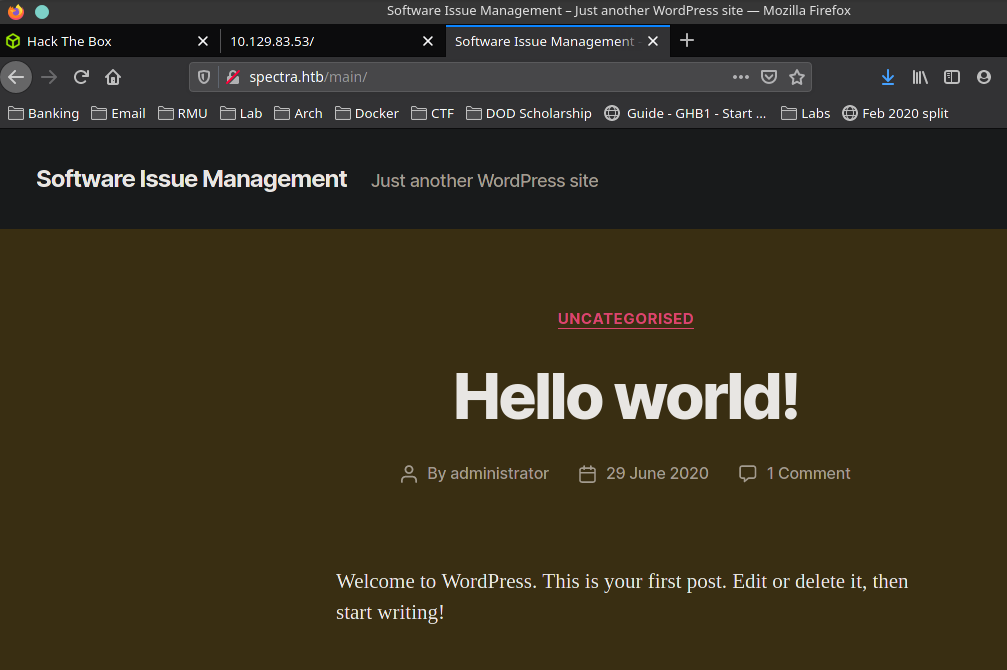 Software Issue Management – Just another WordPress site — Mozilla Firefox
Hack The Box 10.129.83.53/ Software Issue Management –
spectra.htb/main/
Banking Email RMU Lab Arch Docker CTF DOD Scholarship Guide - GHB1 - Start ... Labs Feb 2020 split
Software Issue Management Just another WordPress site
UNCATEGORISED
Hello world!
By administrator 29 June 2020 1 Comment
Welcome to WordPress. This is your first post. Edit or delete it, then
start writing!